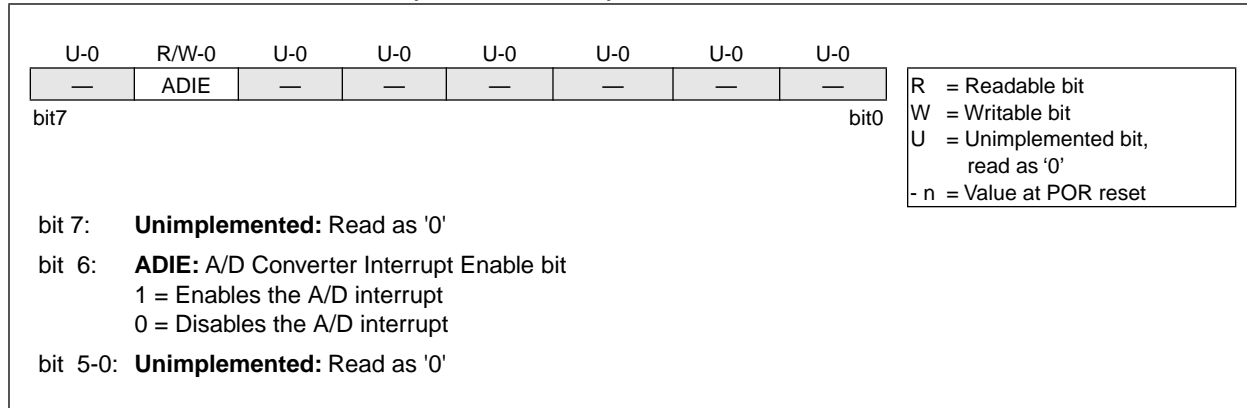 U-0 R/W-0 U-0 U-0 U-0 U-0 U-0 U-0
— ADIE — — — — — —
bit7 bit0
R = Readable bit
W = Writable bit
U = Unimplemented bit,
read as ‘0’
- n = Value at POR reset
bit 7: Unimplemented: Read as '0'
bit 6: ADIE: A/D Converter Interrupt Enable bit
1 = Enables the A/D interrupt
0 = Disables the A/D interrupt
bit 5-0: Unimplemented: Read as '0'